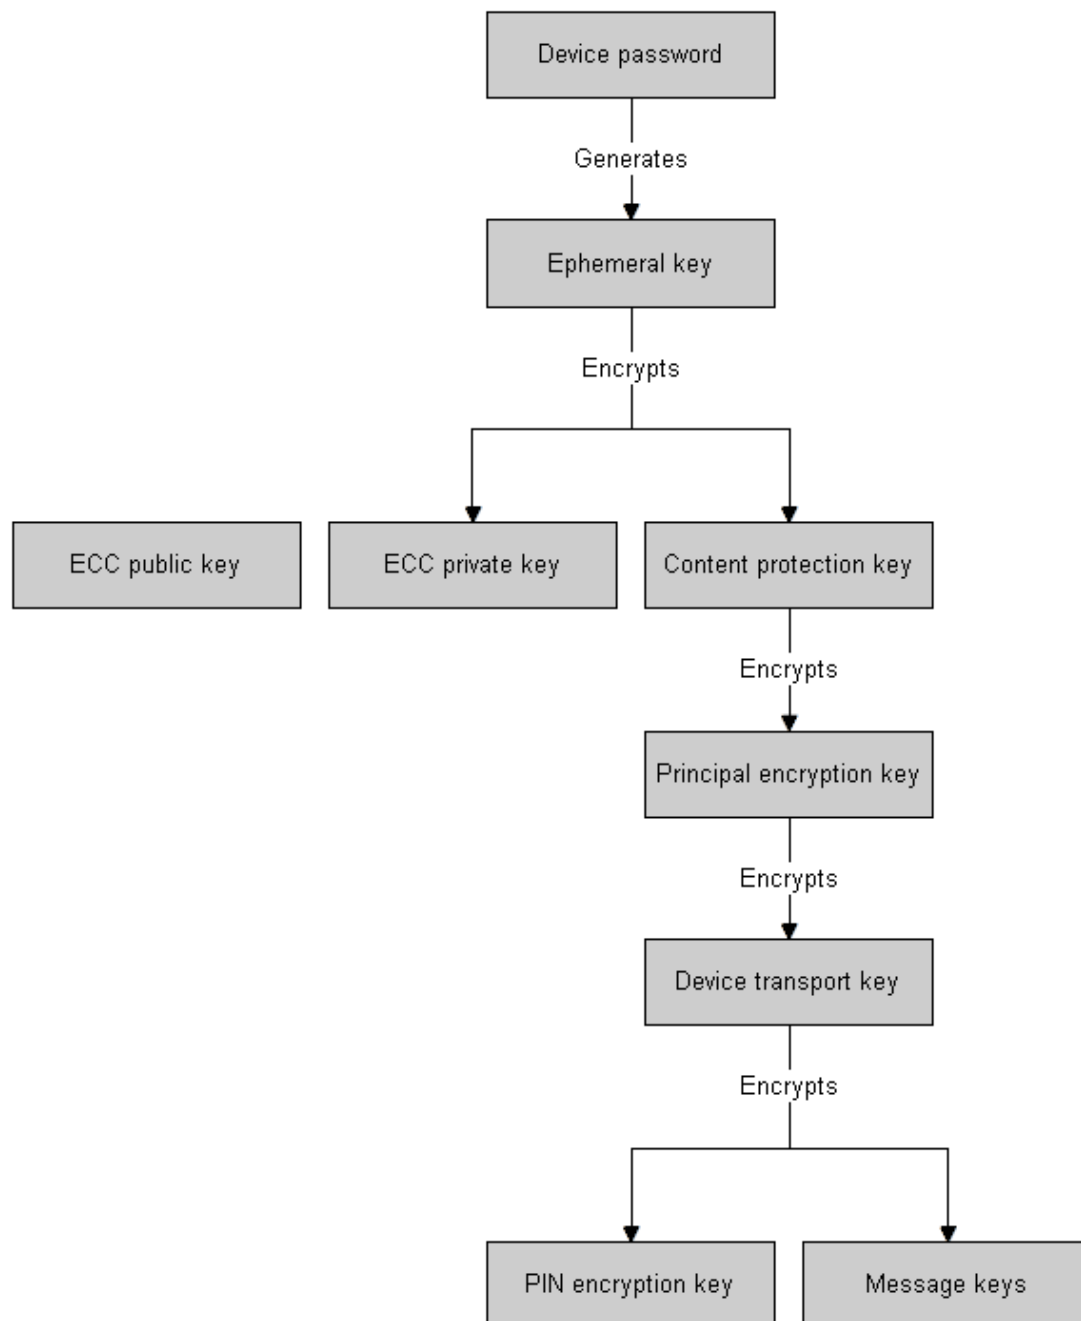 Device password
Generates
Ephemeral key
Encrypts
ECC public key
ECC private key
Content protection key
Encrypts
Principal encryption key
Encrypts
Device transport key
Encrypts
PIN encryption key
Message keys